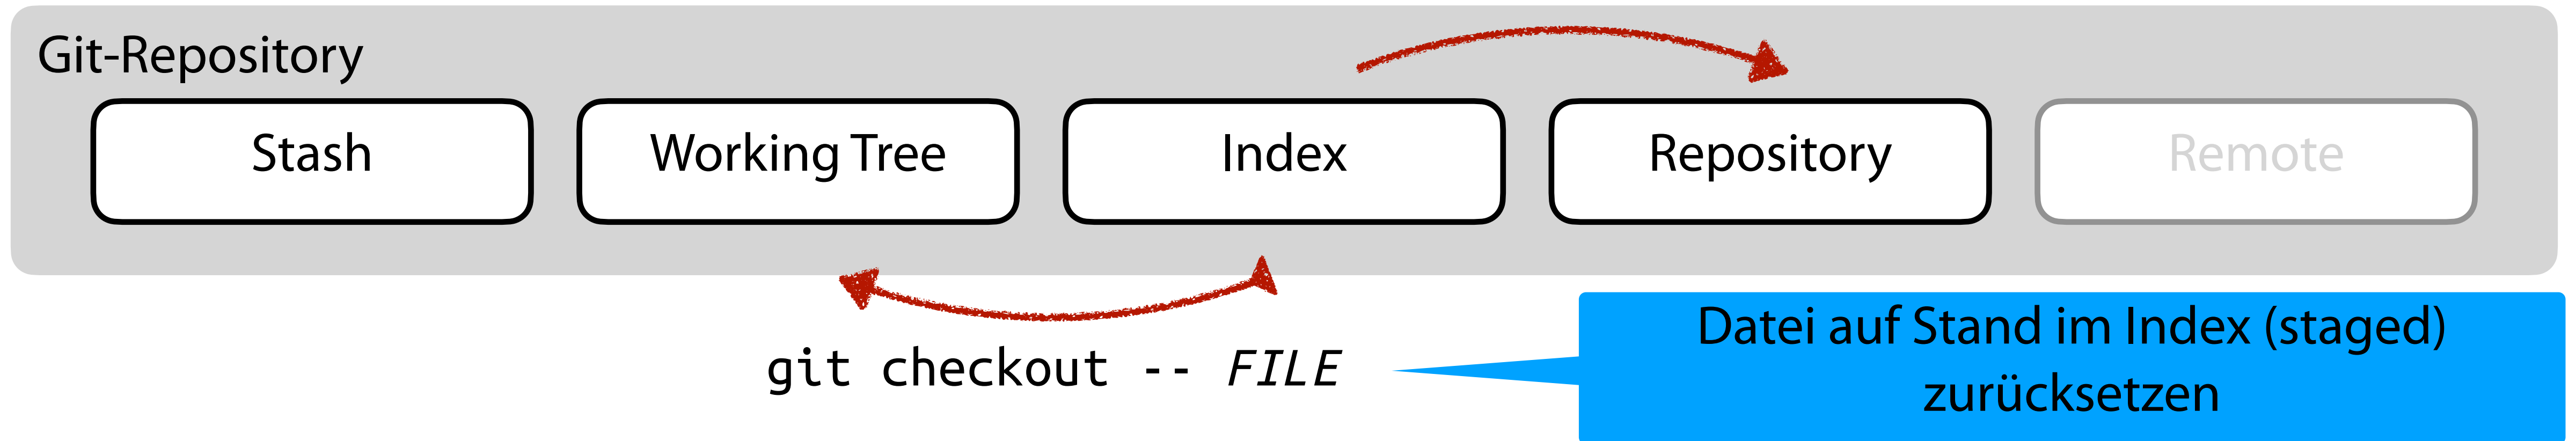 Git-Repository
Stash
Working Tree
Index
Repository
Remote
git checkout -- FILE
Datei auf Stand im Index (staged)
zurücksetzen